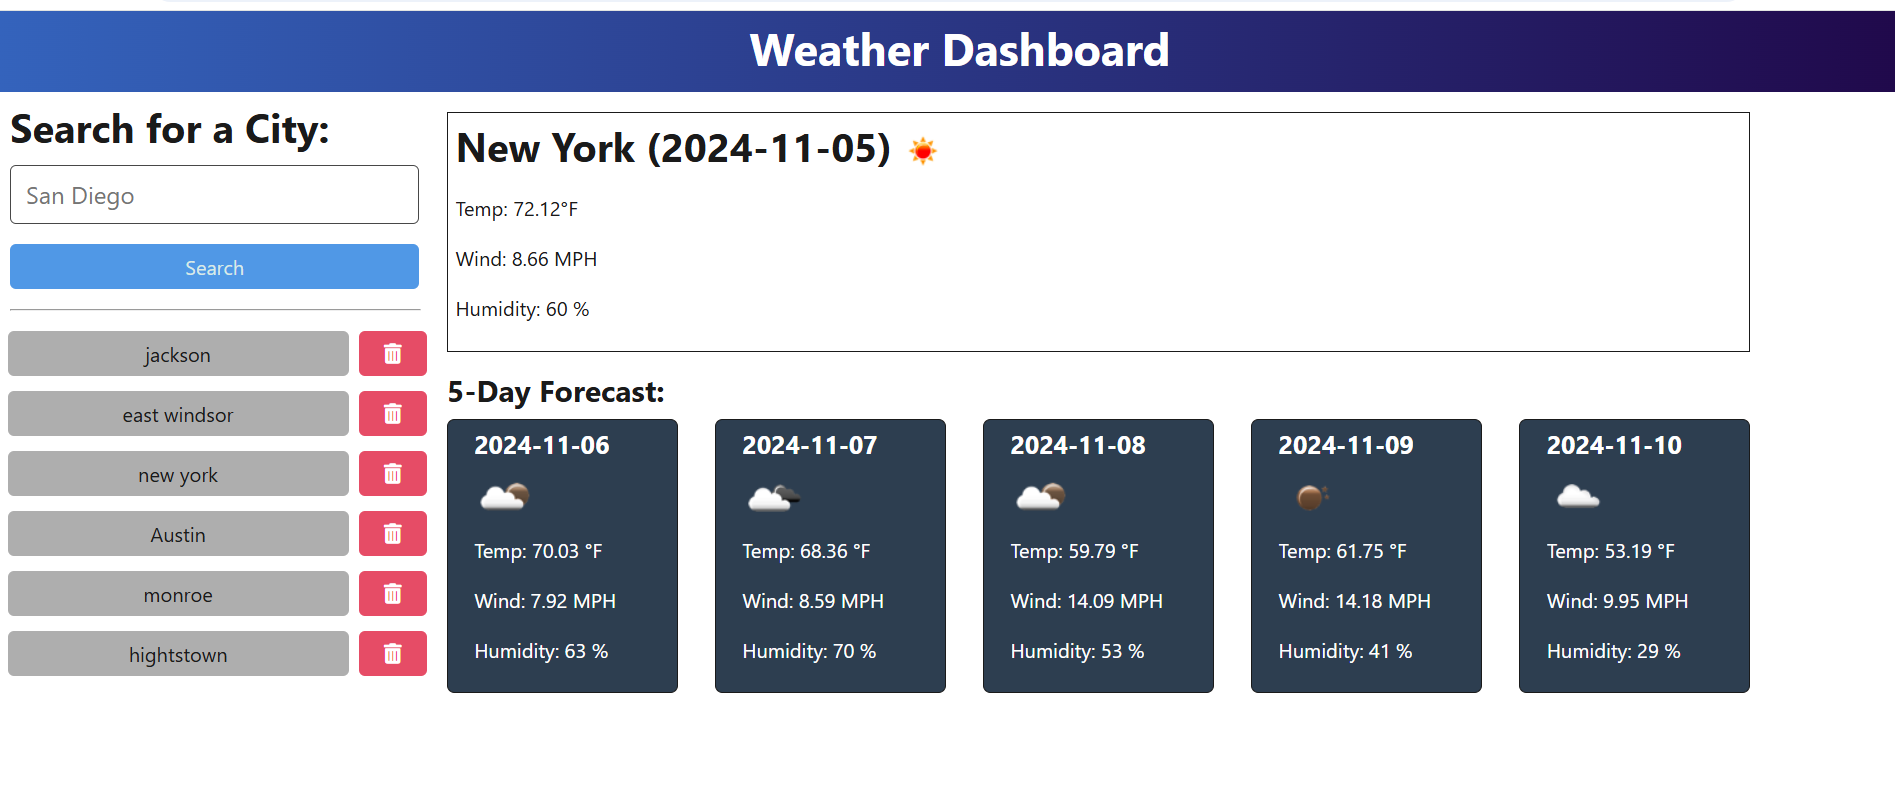 Weather Dashboard
Search for a City:
San Diego
Search
jackson
east windsor
new york
Austin
monroe
hightstown
New York (2024-11-05)
Temp: 72.12°F
Wind: 8.66 MPH
Humidity: 60 %
5-Day Forecast:
2024-11-06
Temp: 70.03 °F
Wind: 7.92 MPH
Humidity: 63 %
2024-11-07
Temp: 68.36 °F
Wind: 8.59 MPH
Humidity: 70 %
2024-11-08
Temp: 59.79 °F
Wind: 14.09 MPH
Humidity: 53 %
2024-11-09
Temp: 61.75 °F
Wind: 14.18 MPH
Humidity: 41 %
2024-11-10
Temp: 53.19 °F
Wind: 9.95 MPH
Humidity: 29 %